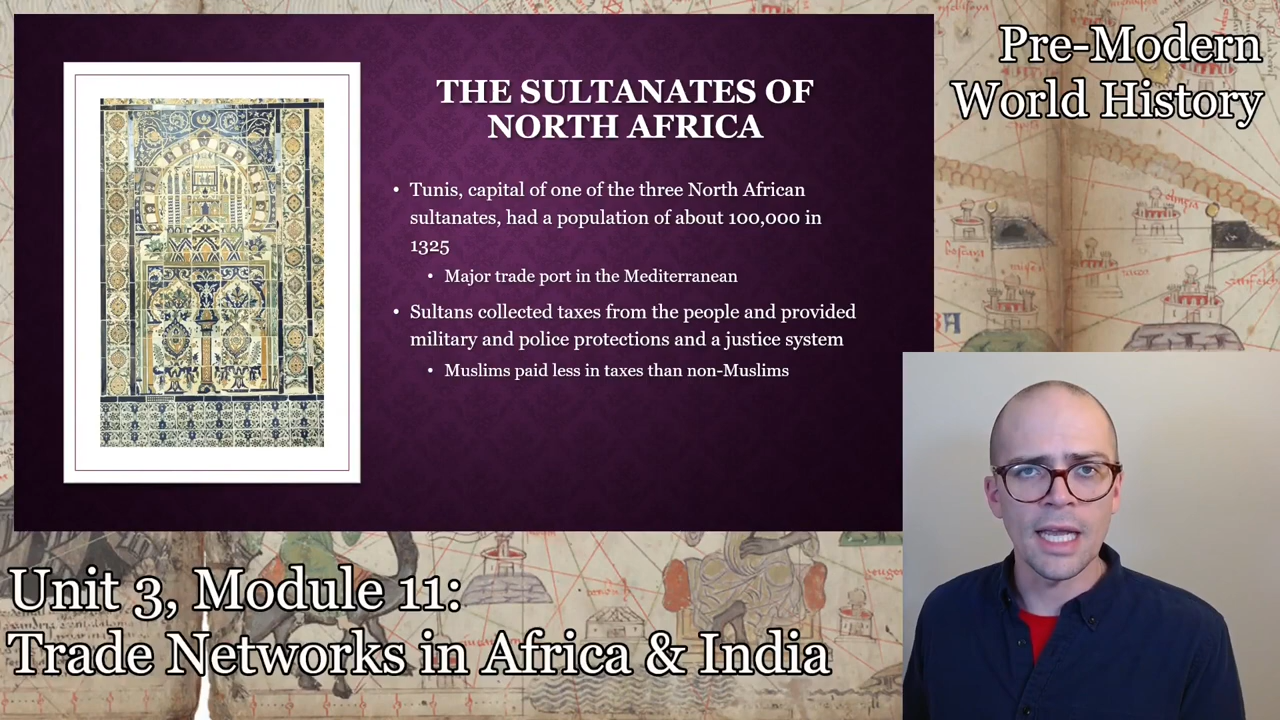 THE SULTANATES OF
NORTH AFRICA
• Tunis, capital of one of the three North African
sultanates, had a population of about 100,000 in
1325
• Major trade port in the Mediterranean
• Sultans collected taxes from the people and provided
military and police protections and a justice system
• Muslims paid less in taxes than non-Muslims
Pre-Modern
World History
Unit 3, Module 11:
Trade Networks in Africa & India